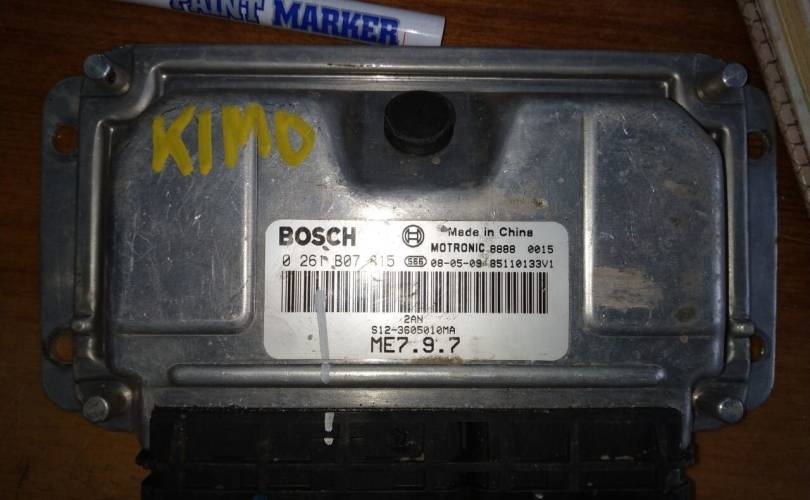 PAINT MARKER
KIMO
BOSCH
Made in China
MOTRONIC 8888 0015
0 261 B07 615
SGB 08-05-09 85110133V1
2AN
S12-3605010MA
ME7.9.7